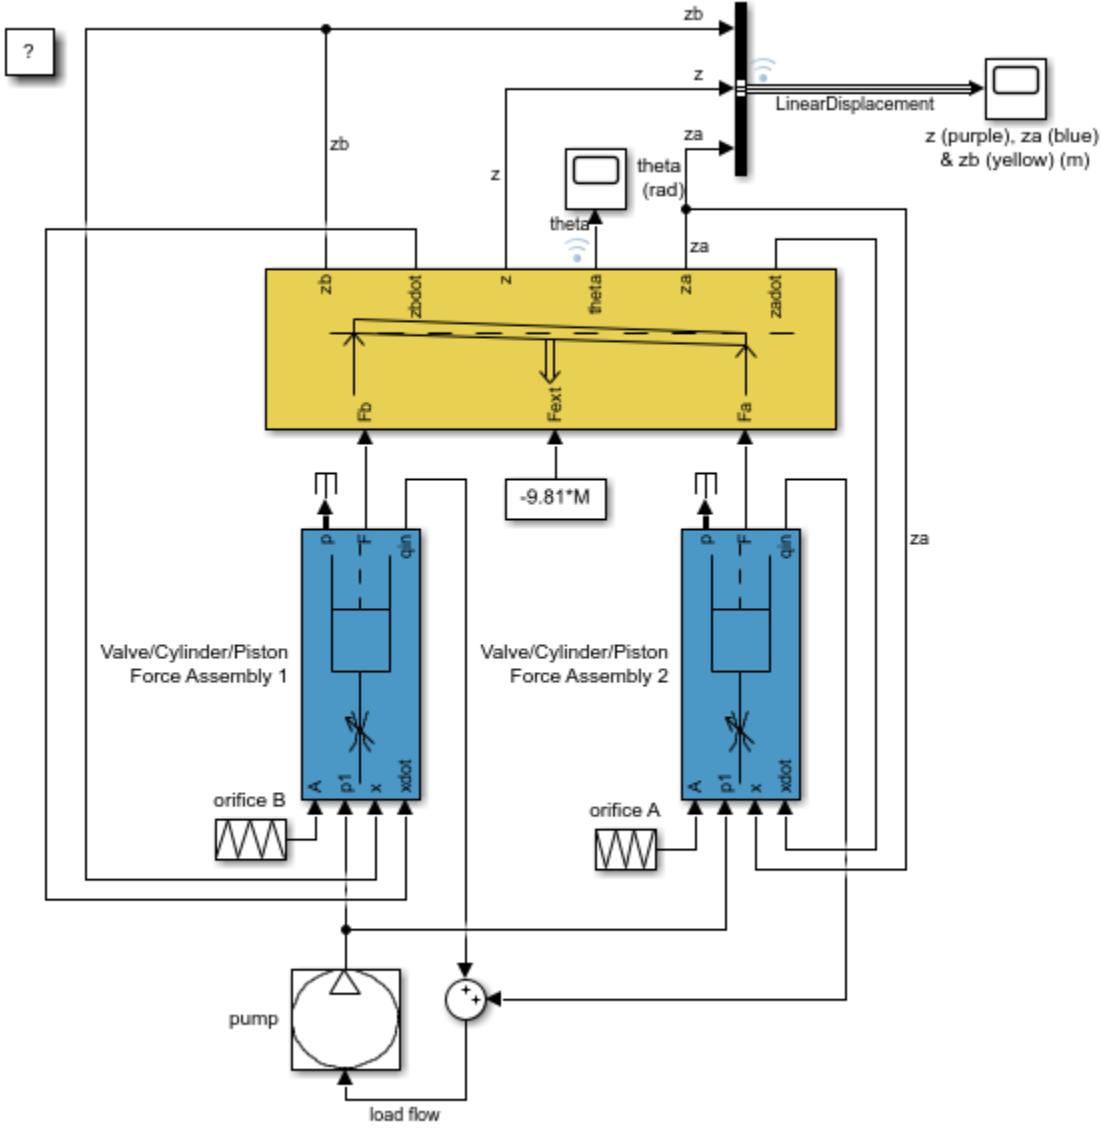 zb
?
z
LinearDisplacement
z (purple), za (blue)
& zb (yellow) (m)
za
theta
(rad)
zb
z
theta
za
zb
zbdot
z
theta
za
zadot
Fb
Fext
Fa
-9.81*M
p
F
qin
p
F
qin
za
Valve/Cylinder/Piston
Force Assembly 1
Valve/Cylinder/Piston
Force Assembly 2
A
p1
x
xdot
A
p1
x
xdot
orifice B
orifice A
+
+
pump
load flow